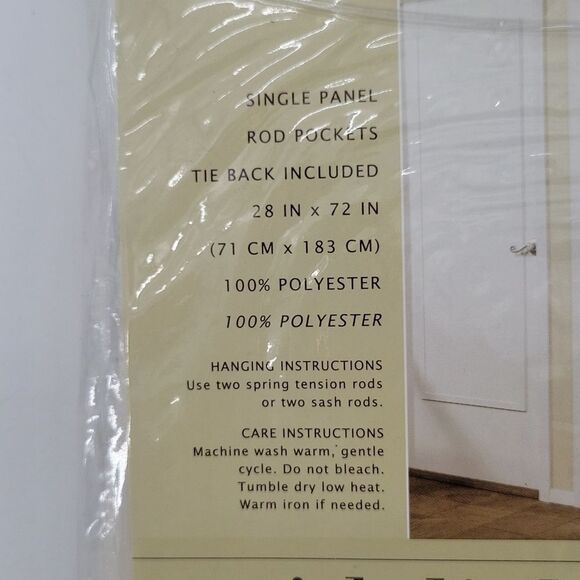 SINGLE PANEL
ROD POCKETS
TIE BACK INCLUDED
28 IN x 72 IN
(71 CM x 183 CM)
100% POLYESTER
100% POLYESTER
HANGING INSTRUCTIONS
Use two spring tension rods
or two sash rods.
CARE INSTRUCTIONS
Machine wash warm, gentle
cycle. Do not bleach.
Tumble dry low heat.
Warm iron if needed.